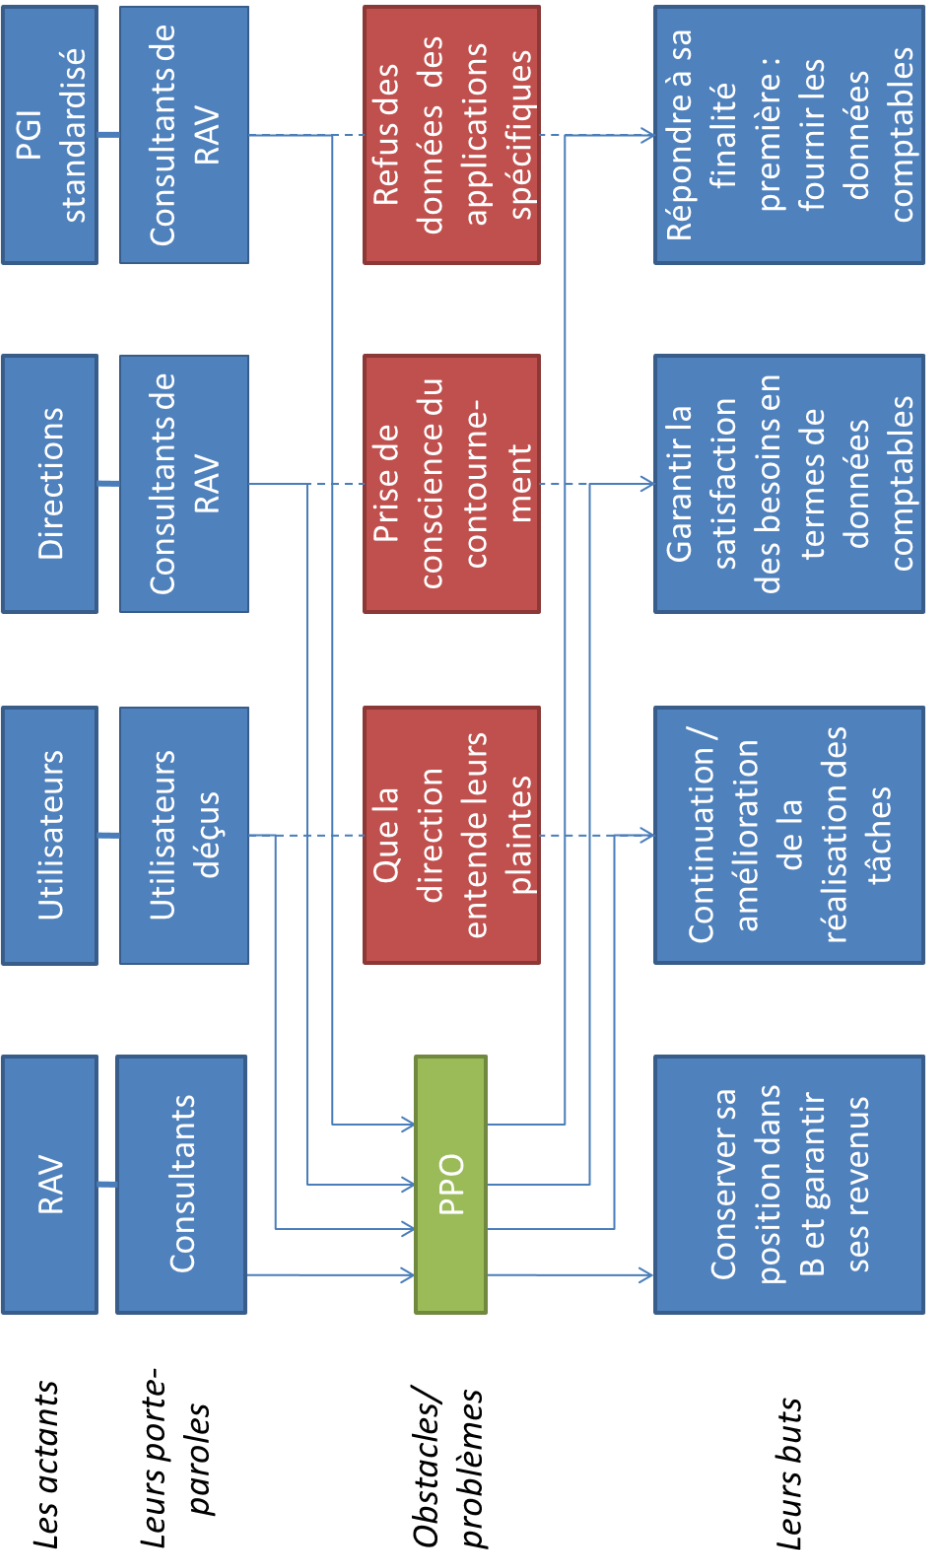 Les actants
RAV
Utilisateurs
Directions
PGI
standardisé
Leurs porte-
paroles
Consultants
Utilisateurs
déçus
Consultants de
RAV
Consultants de
RAV
Obstacles/
problèmes
PPO
Que la
direction
entende leurs
plaintes
Prise de
conscience du
contourne-
ment
Refus des
données des
applications
spécifiques
Leurs buts
Conserver sa
position dans
B et garantir
ses revenus
Continuation /
amélioration
de la
réalisation des
tâches
Garantir la
satisfaction
des besoins en
termes de
données
comptables
Répondre à sa
finalité
première :
fournir les
données
comptables